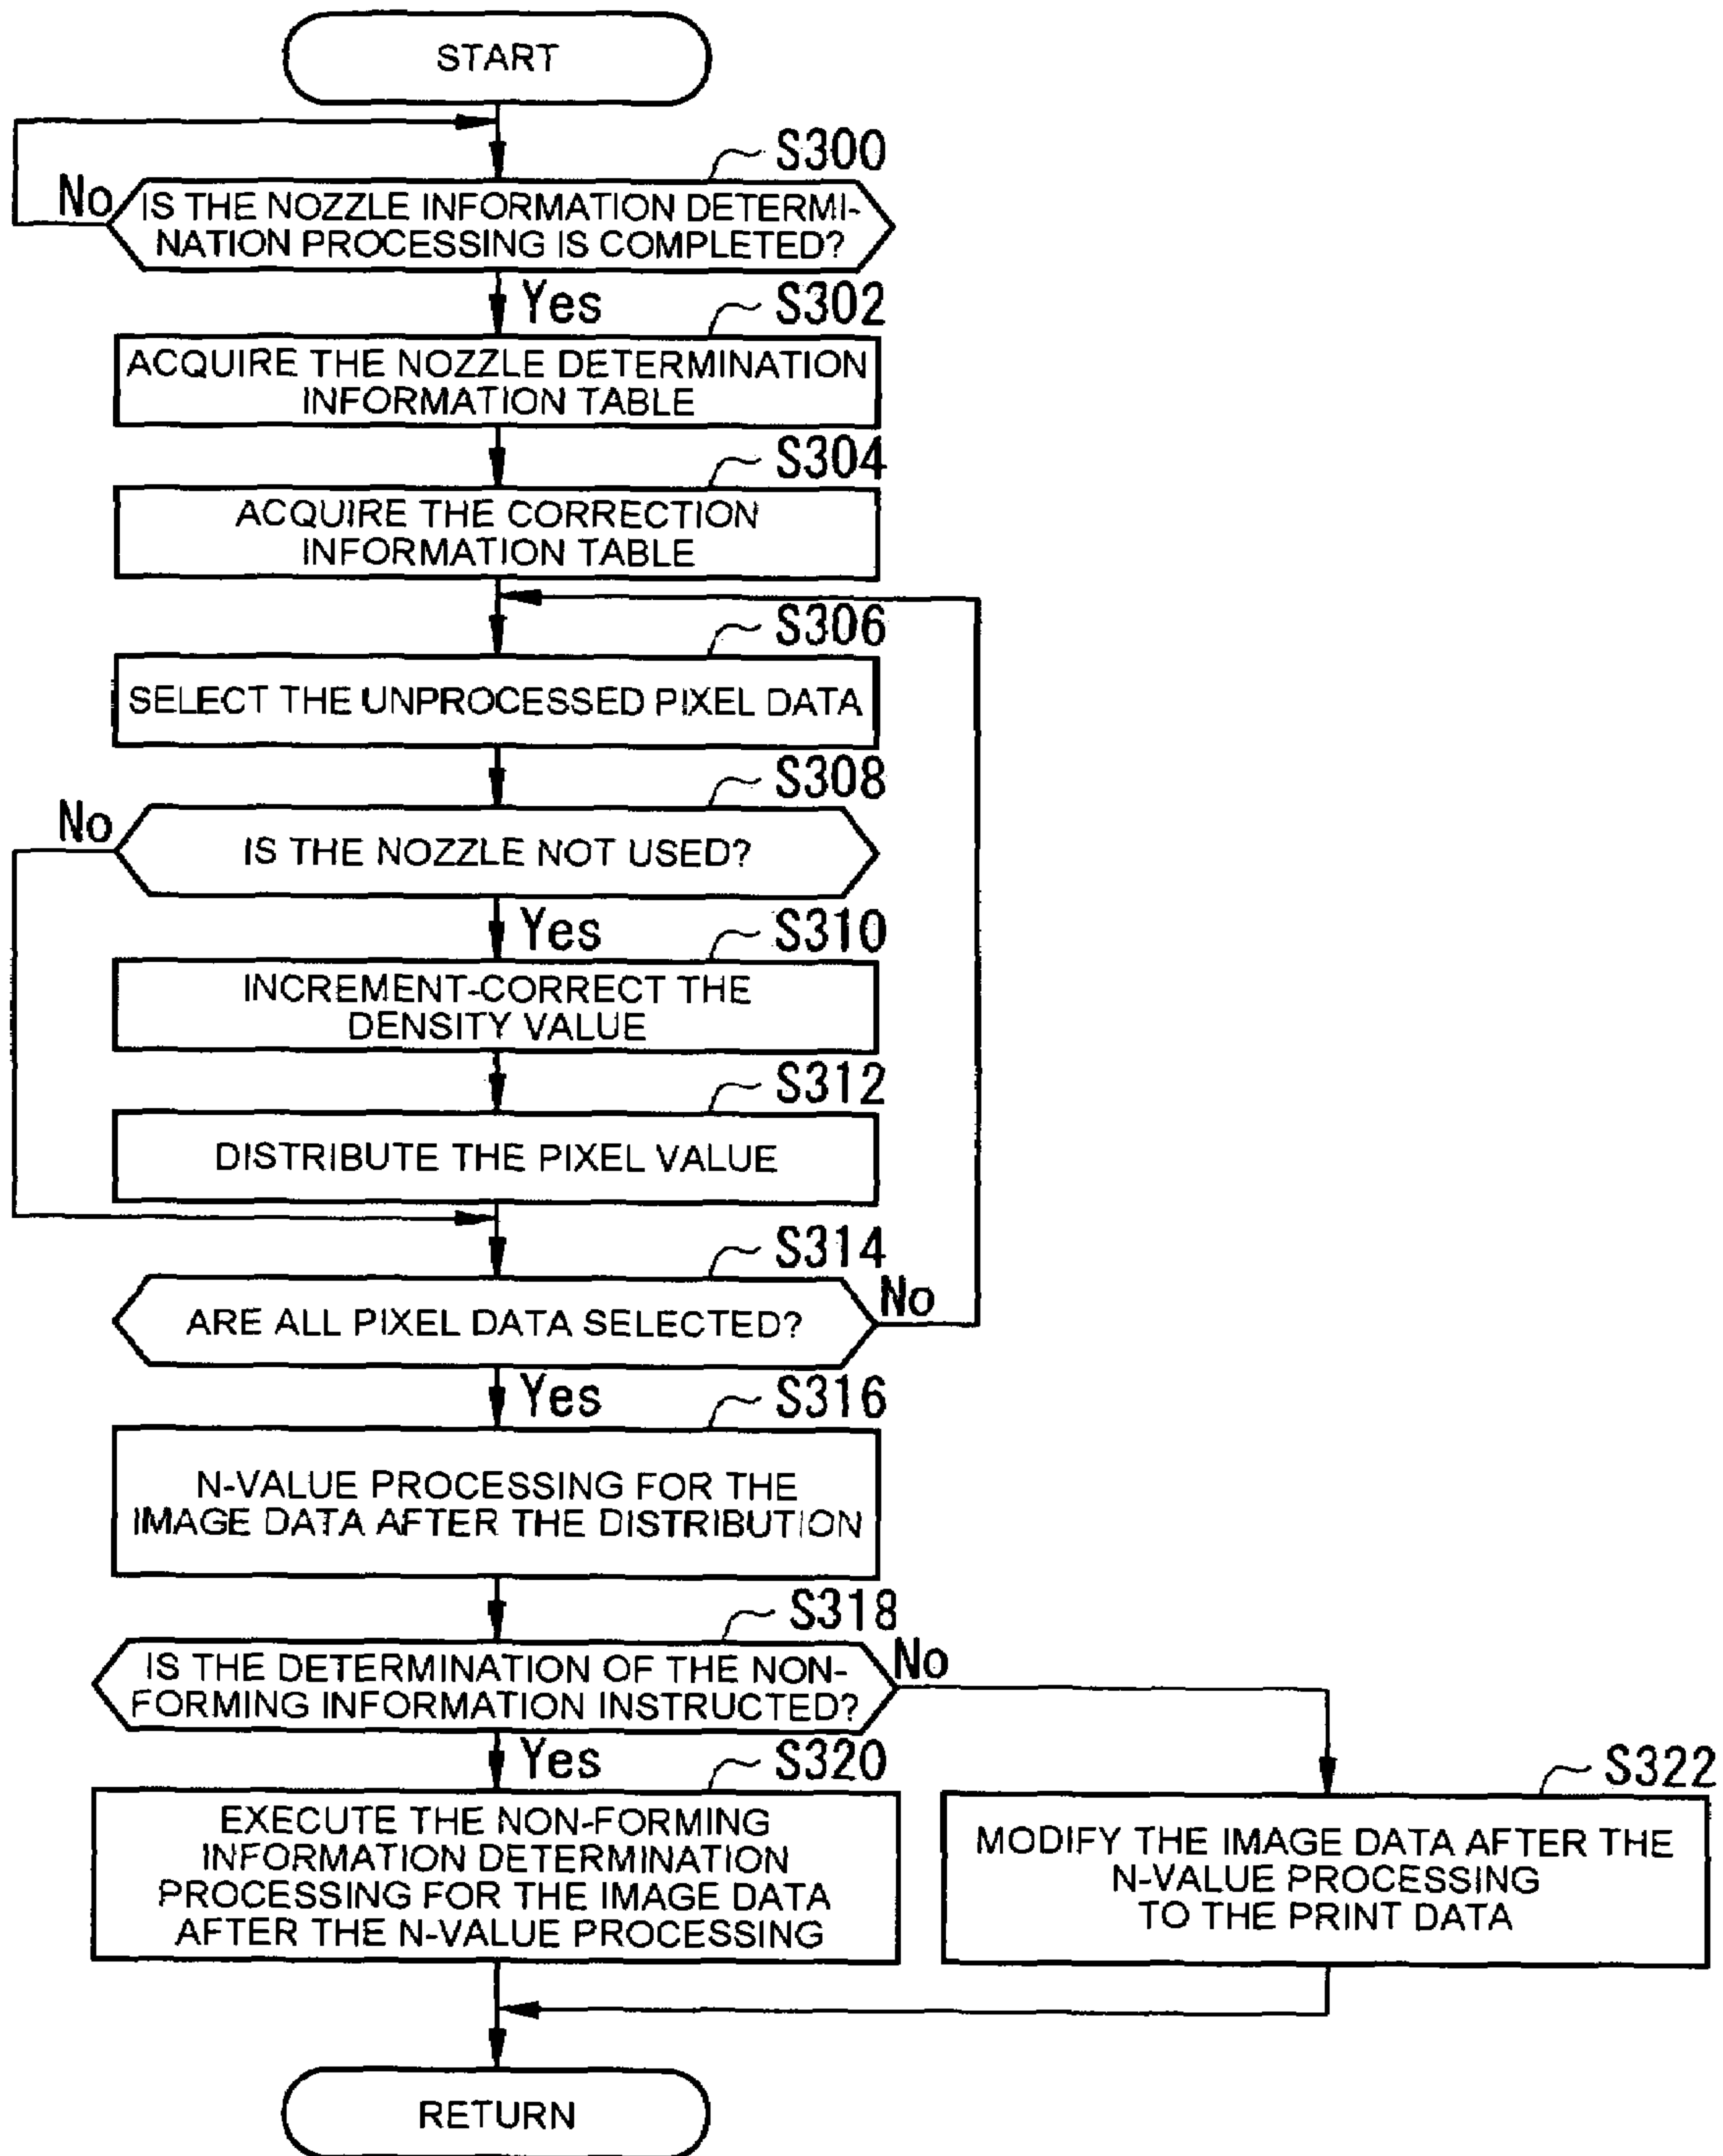 START
S300
No
IS THE NOZZLE INFORMATION DETERMI-
NATION PROCESSING IS COMPLETED?
Yes
S302
ACQUIRE THE NOZZLE DETERMINATION
INFORMATION TABLE
S304
ACQUIRE THE CORRECTION
INFORMATION TABLE
S306
SELECT THE UNPROCESSED PIXEL DATA
S308
No
IS THE NOZZLE NOT USED?
Yes
S310
INCREMENT-CORRECT THE
DENSITY VALUE
S312
DISTRIBUTE THE PIXEL VALUE
S314
No
ARE ALL PIXEL DATA SELECTED?
Yes
S316
N-VALUE PROCESSING FOR THE
IMAGE DATA AFTER THE DISTRIBUTION
S318
No
IS THE DETERMINATION OF THE NON-
FORMING INFORMATION INSTRUCTED?
Yes
S320
EXECUTE THE NON-FORMING
INFORMATION DETERMINATION
PROCESSING FOR THE IMAGE DATA
AFTER THE N-VALUE PROCESSING
S322
MODIFY THE IMAGE DATA AFTER THE
N-VALUE PROCESSING
TO THE PRINT DATA
RETURN